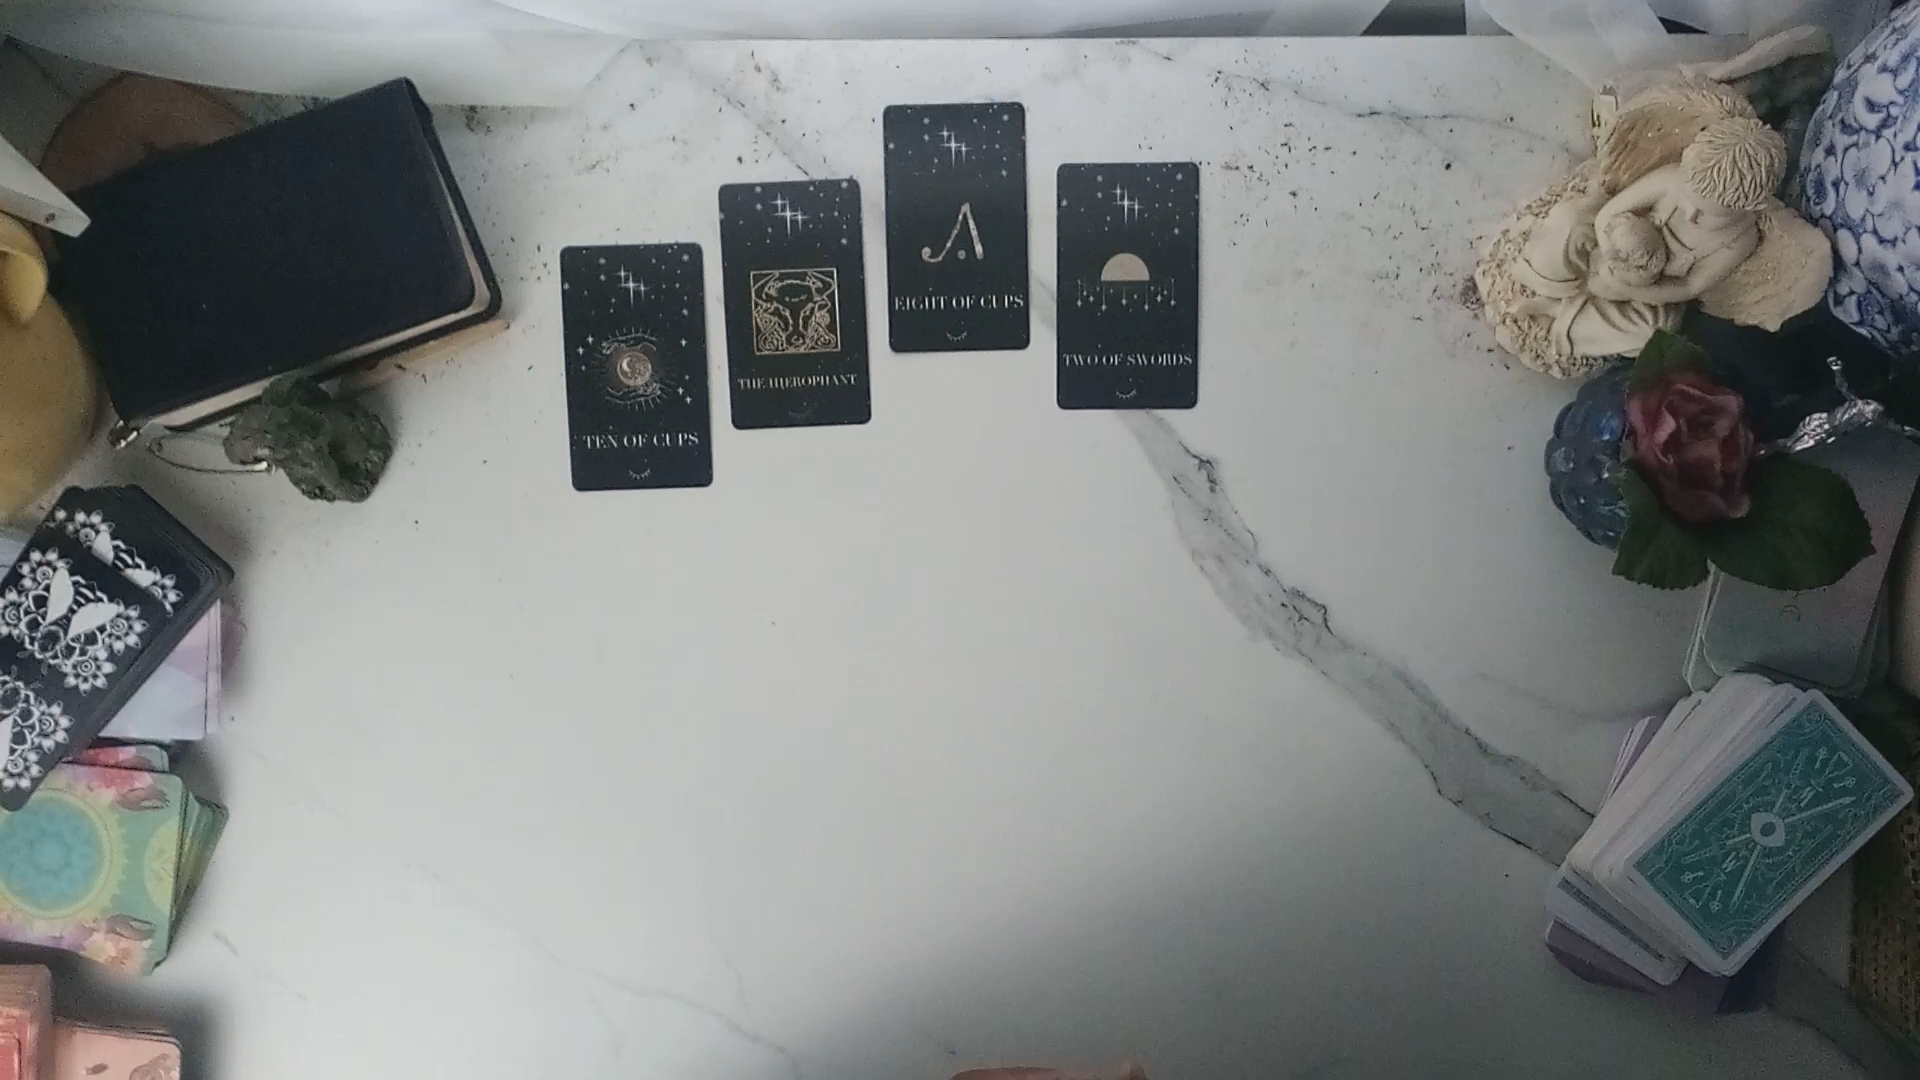 TEN OF CUPS
THE HIEROPHANT
A
EIGHT OF CUPS
TWO OF SWORDS